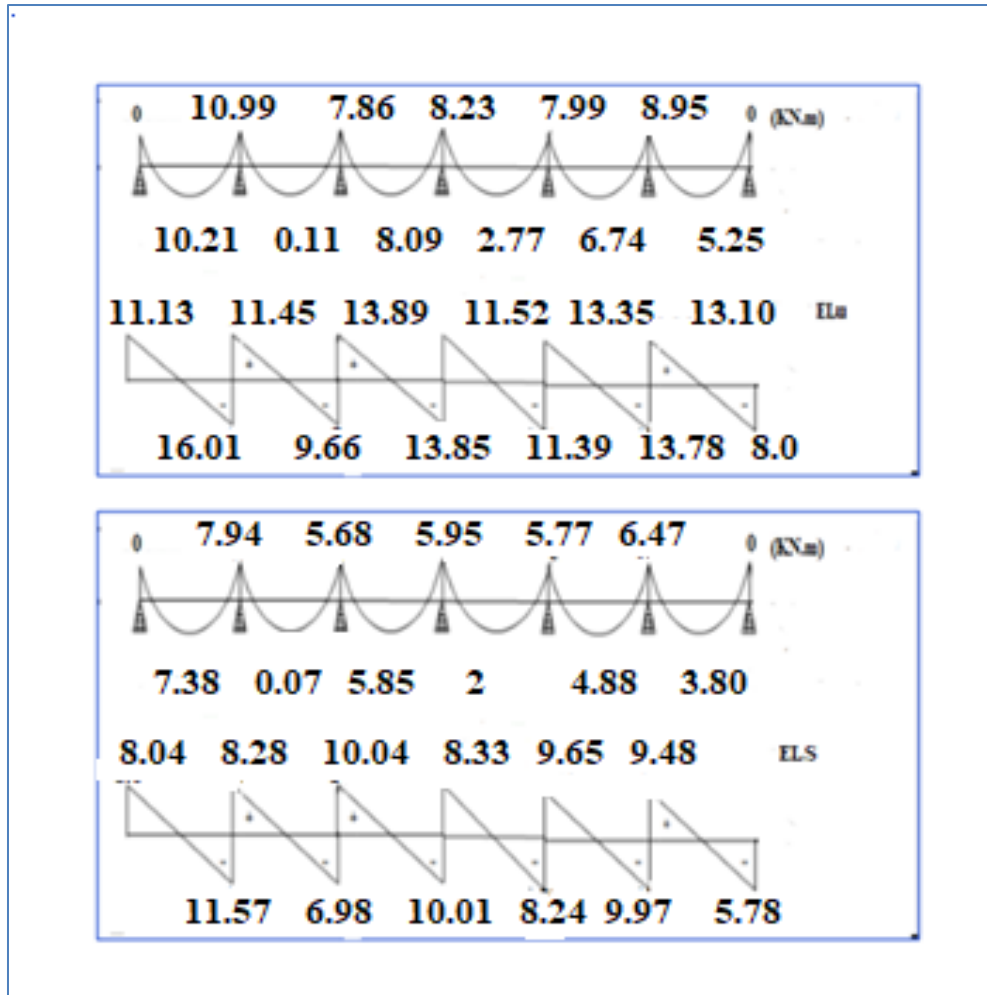 0 10.99 7.86 8.23 7.99 8.95 0 (KN.m)
10.21 0.11 8.09 2.77 6.74 5.25
11.13 11.45 13.89 11.52 13.35 13.10 ELu
+ + +
- - - - - -
16.01 9.66 13.85 11.39 13.78 8.0
0 7.94 5.68 5.95 5.77 6.47 0 (KN.m)
7.38 0.07 5.85 2 4.88 3.80
8.04 8.28 10.04 8.33 9.65 9.48 ELS
+ + +
- - - - - -
11.57 6.98 10.01 8.24 9.97 5.78